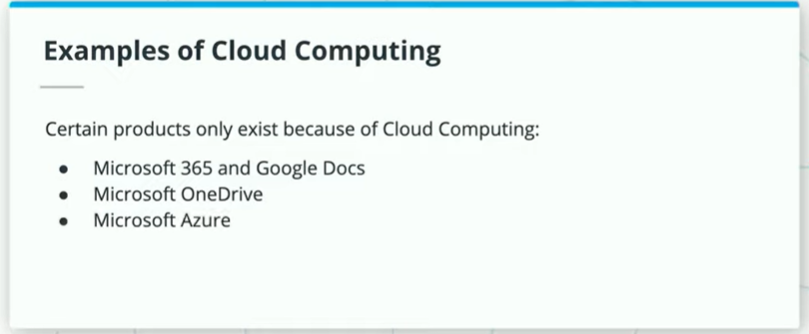 Examples of Cloud Computing
Certain products only exist because of Cloud Computing:
● Microsoft 365 and Google Docs
● Microsoft OneDrive
● Microsoft Azure